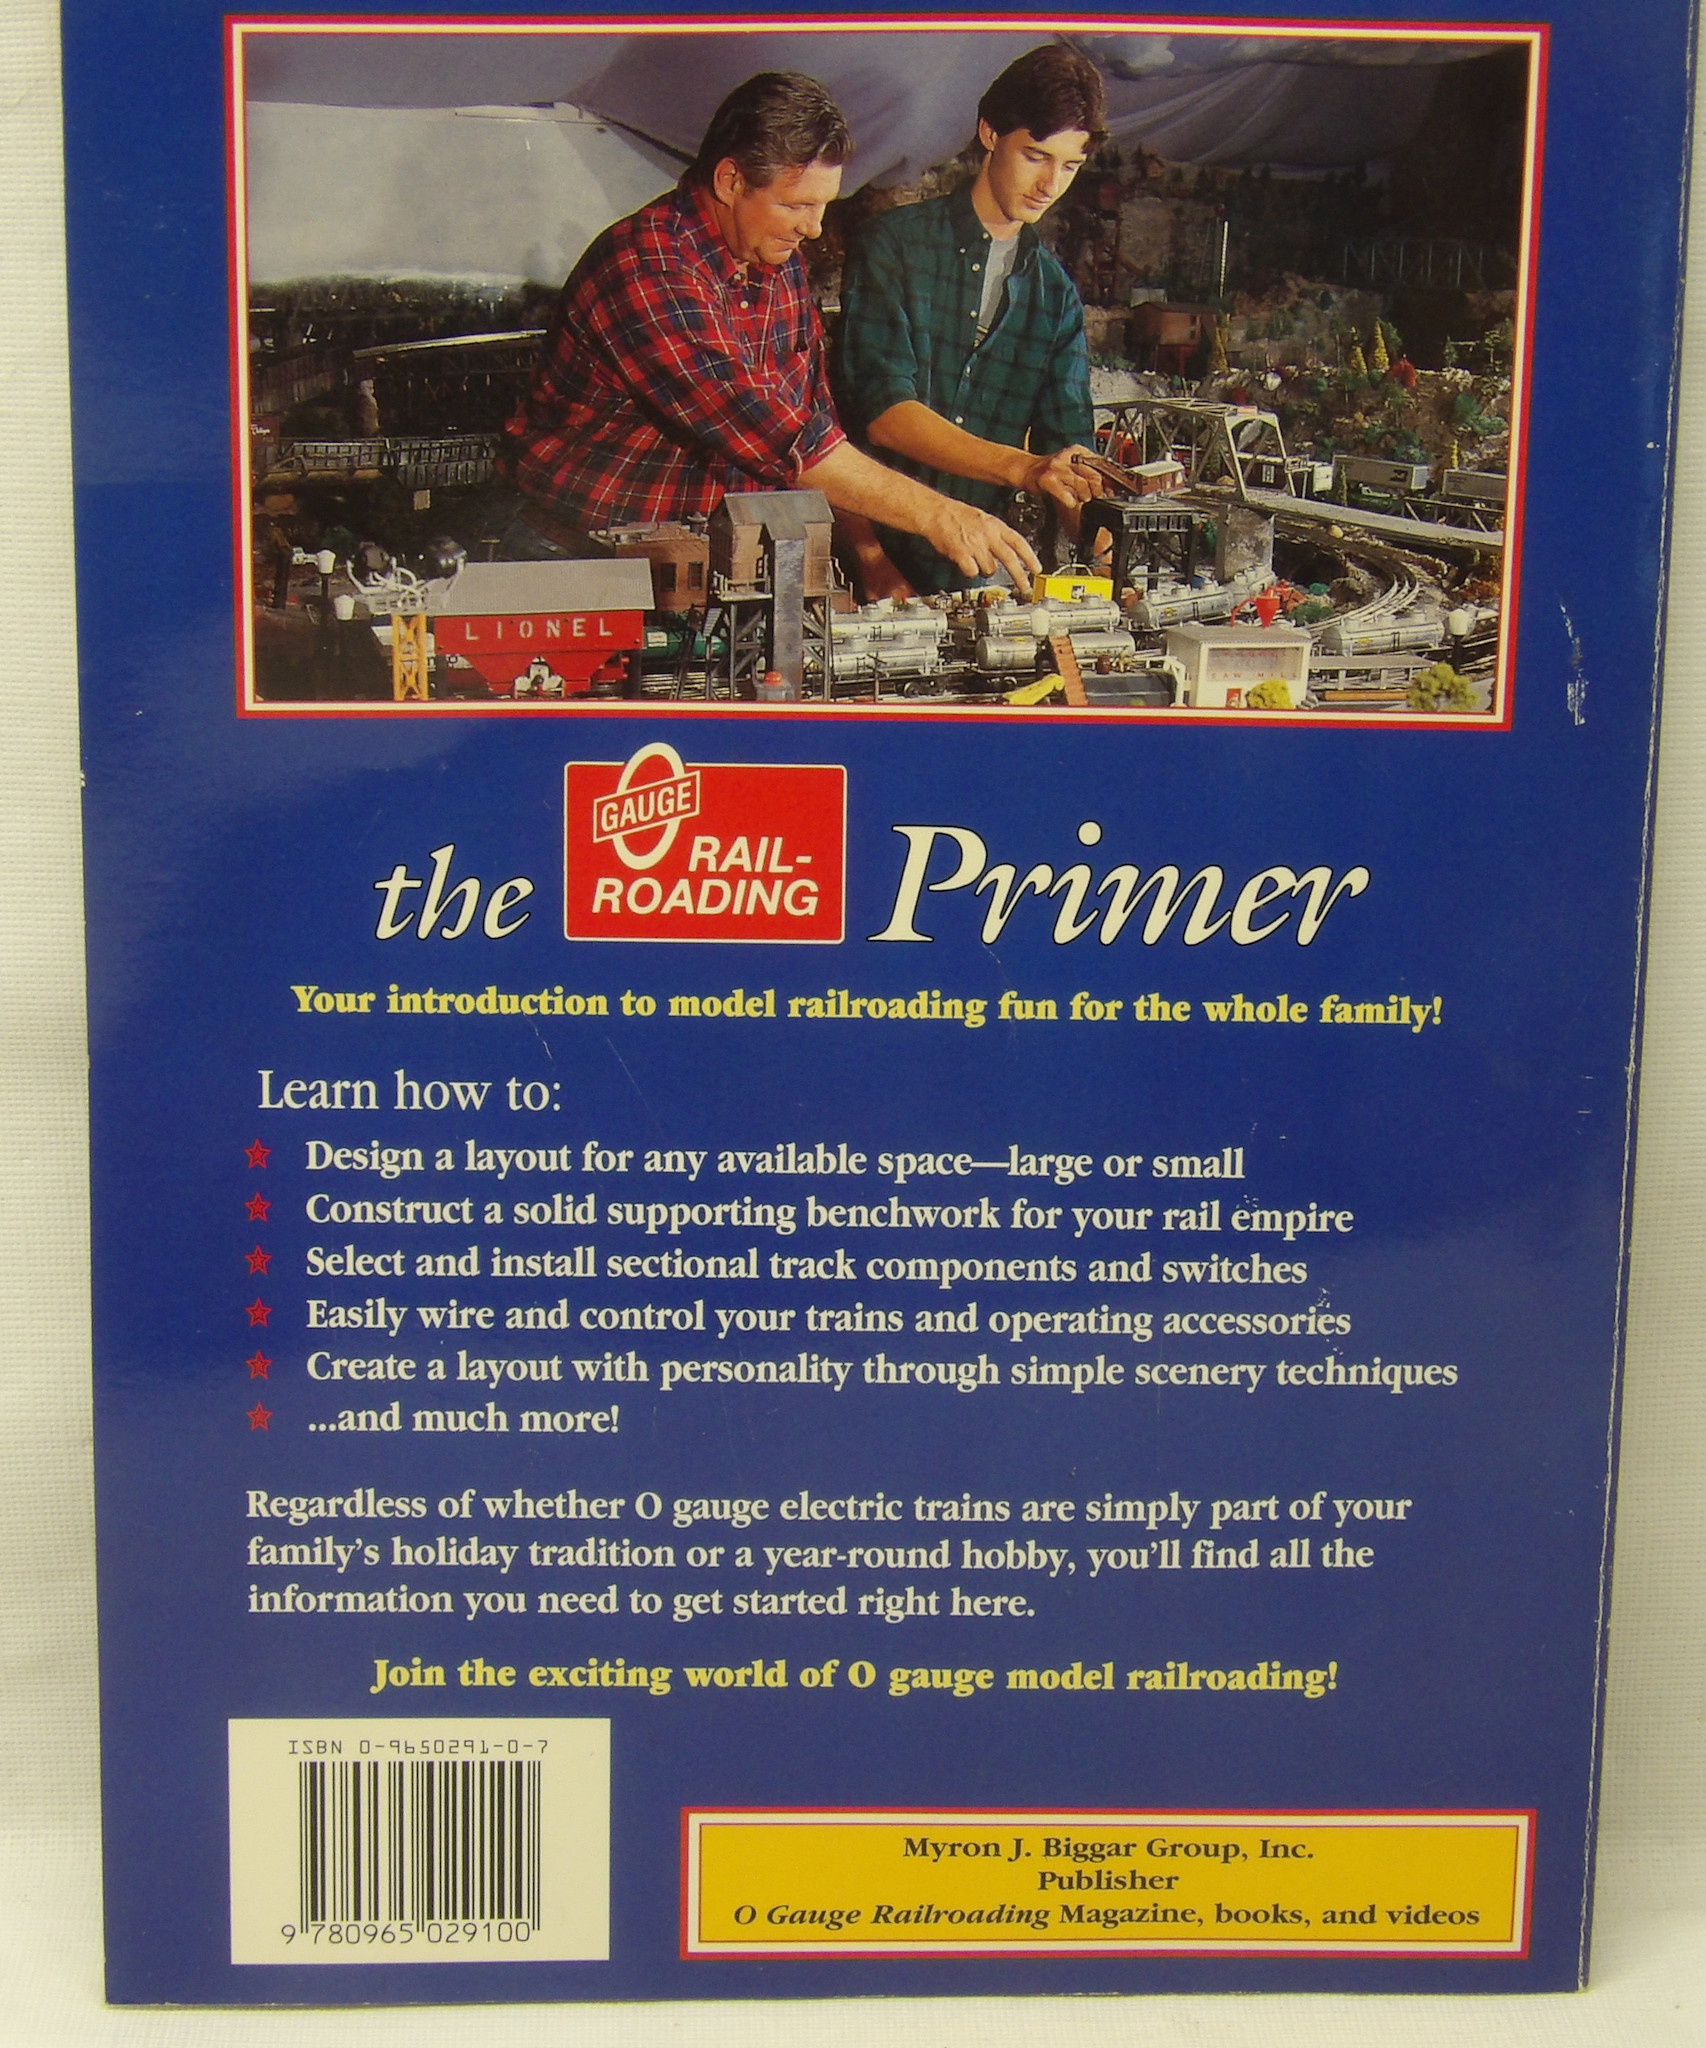 LIONEL
SAW MILL
the
O
GAUGE
RAIL-
ROADING
Primer
Your introduction to model railroading fun for the whole family!
Learn how to:
Design a layout for any available space—large or small
Construct a solid supporting benchwork for your rail empire
Select and install sectional track components and switches
Easily wire and control your trains and operating accessories
Create a layout with personality through simple scenery techniques
...and much more!
Regardless of whether O gauge electric trains are simply part of your
family's holiday tradition or a year-round hobby, you'll find all the
information you need to get started right here.
Join the exciting world of O gauge model railroading!
ISBN 0-9650291-0-7
9 780965 029100
Myron J. Biggar Group, Inc.
Publisher
O Gauge Railroading Magazine, books, and videos